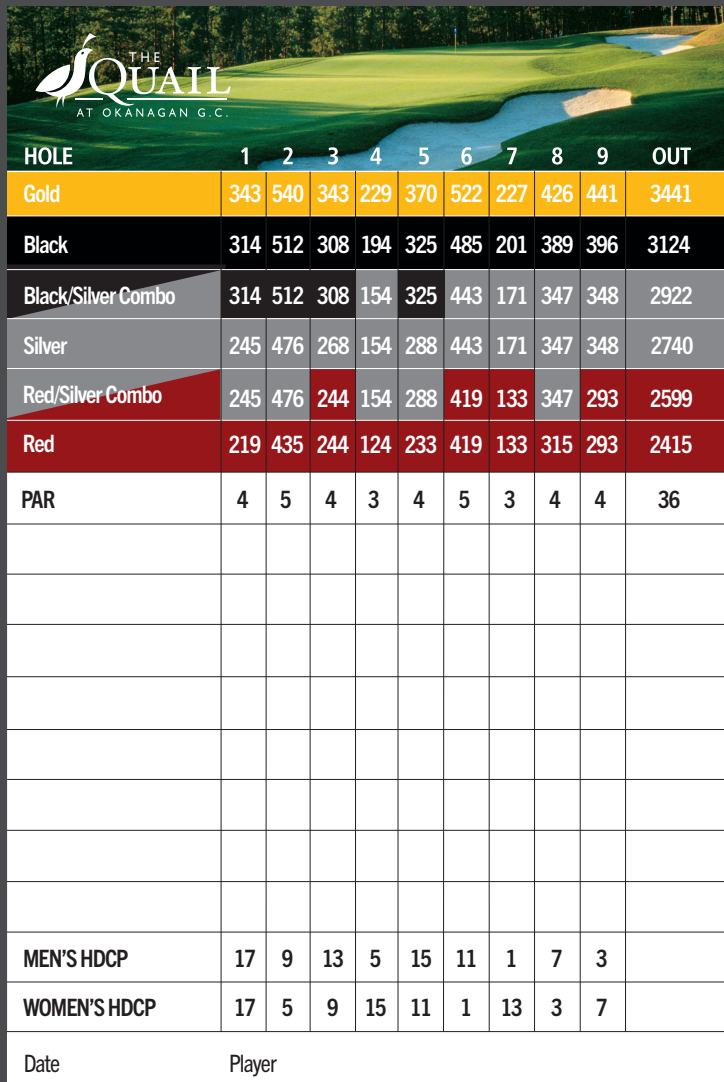 THE
QUAIL
AT OKANAGAN G.C.
HOLE 1 2 3 4 5 6 7 8 9 OUT
Gold 343 540 343 229 370 522 227 426 441 3441
Black 314 512 308 194 325 485 201 389 396 3124
Black/Silver Combo 314 512 308 154 325 443 171 347 348 2922
Silver 245 476 268 154 288 443 171 347 348 2740
Red/Silver Combo 245 476 244 154 288 419 133 347 293 2599
Red 219 435 244 124 233 419 133 315 293 2415
PAR 4 5 4 3 4 5 3 4 4 36
MEN'S HDCP 17 9 13 5 15 11 1 7 3
WOMEN'S HDCP 17 5 9 15 11 1 13 3 7
Date Player